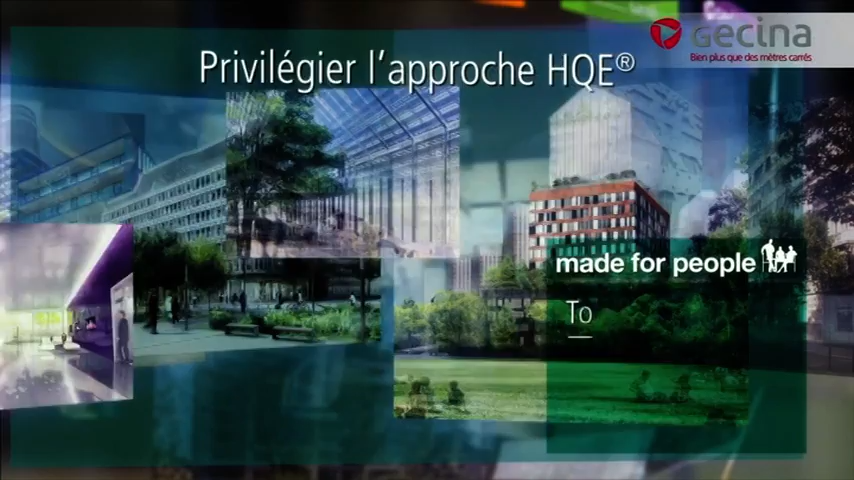 Privilégier l'approche HQE®
Gecina
Bien plus que des mètres carrés
made for people
To